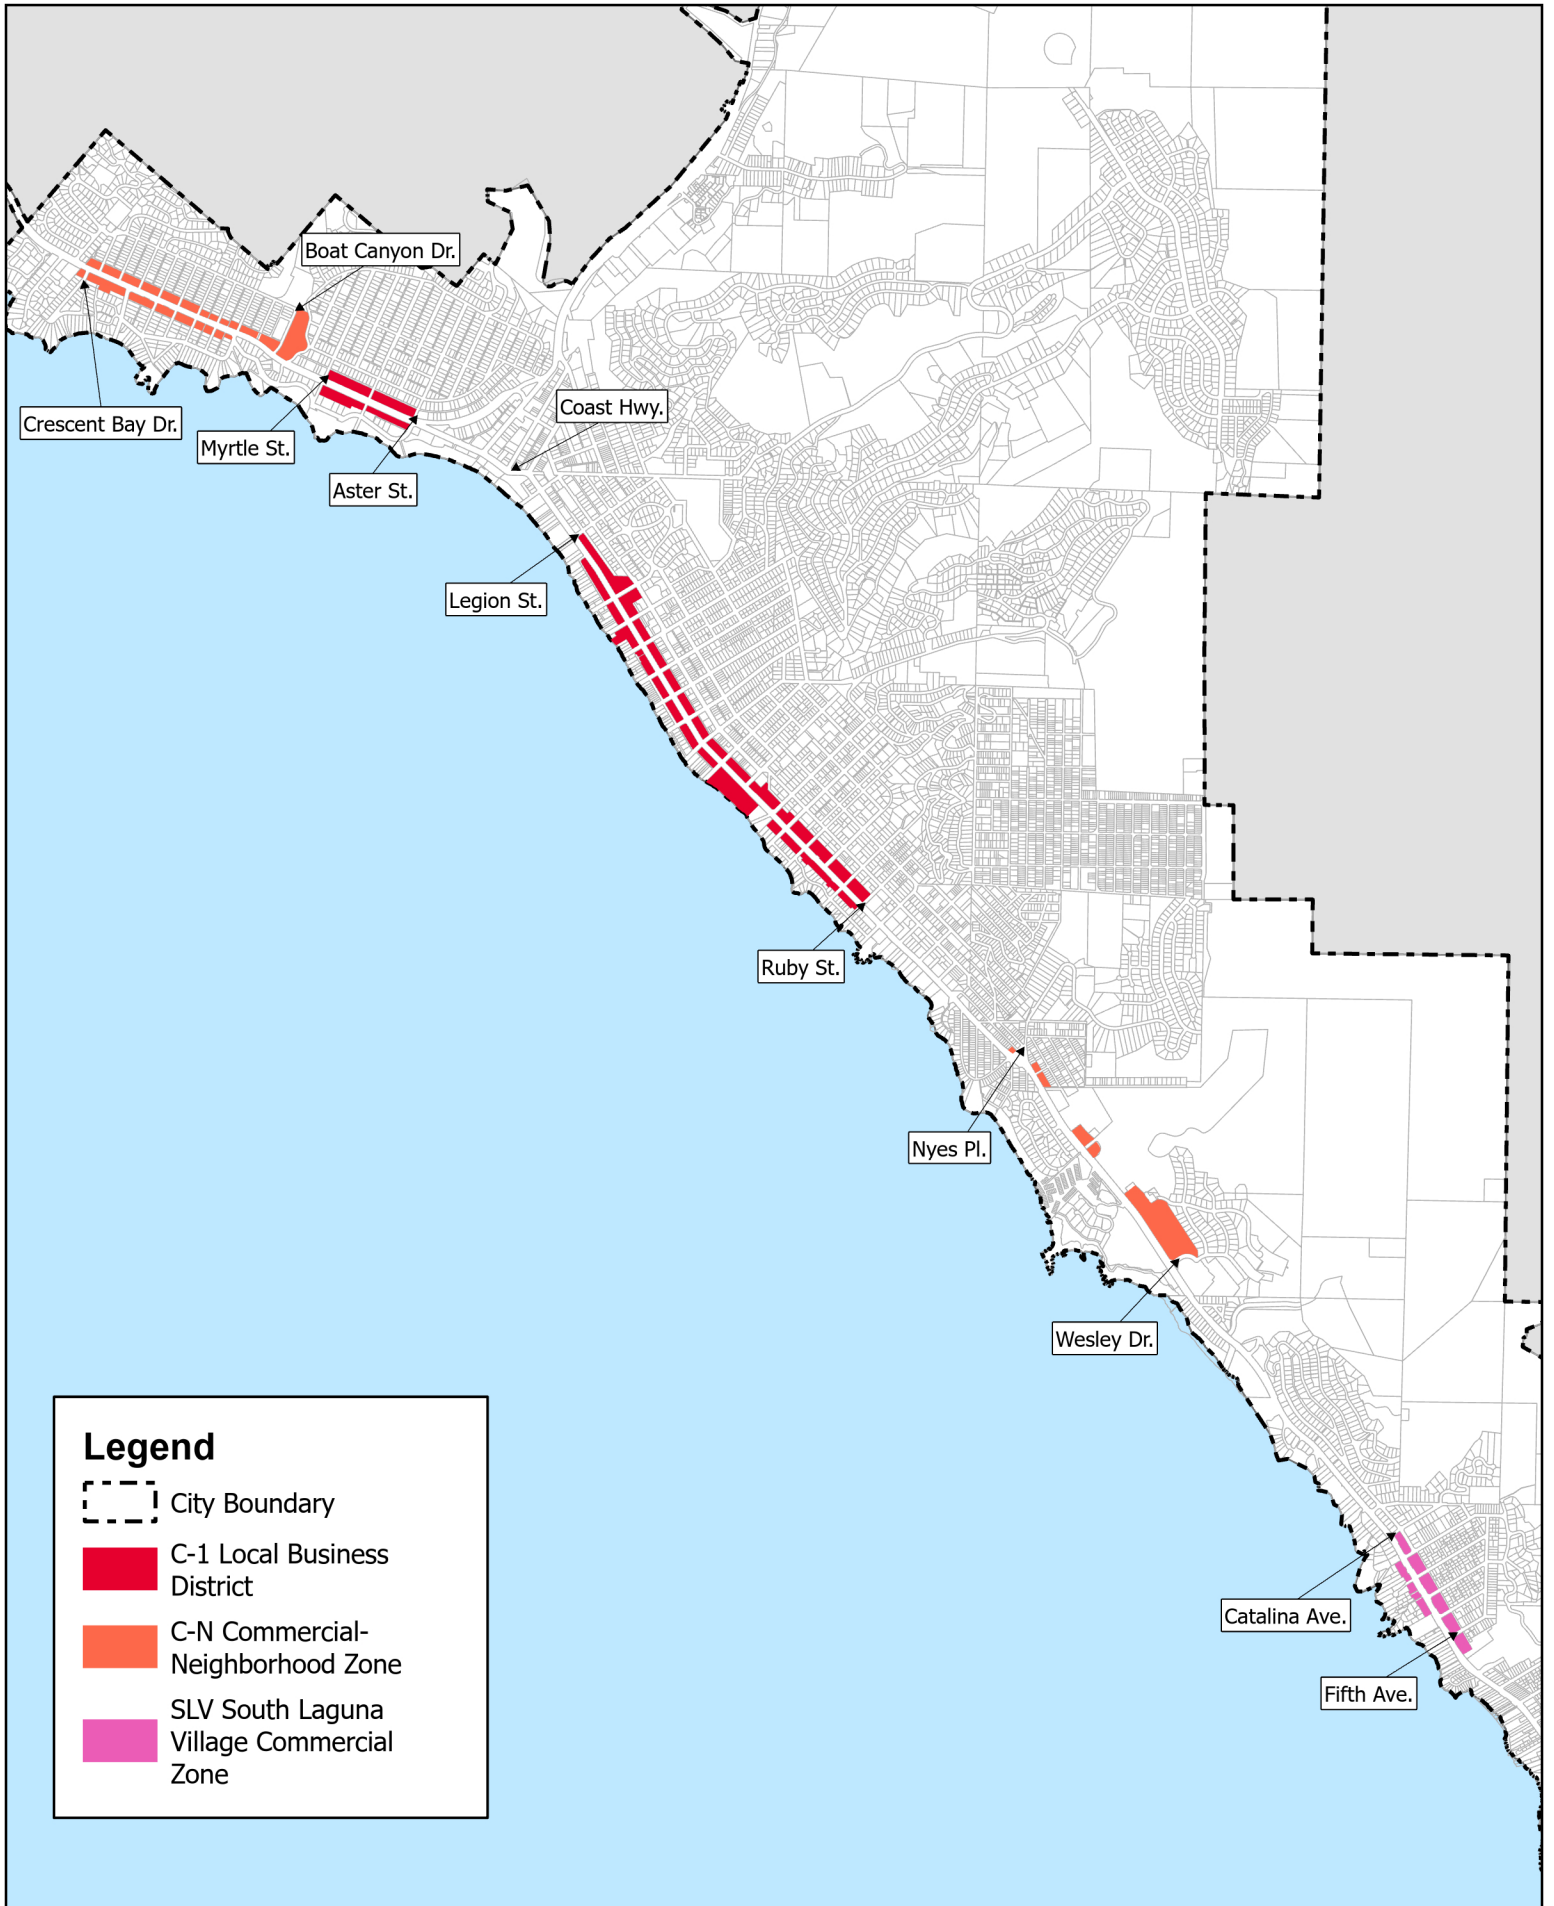 Boat Canyon Dr.
Crescent Bay Dr.
Coast Hwy.
Myrtle St.
Aster St.
Legion St.
Ruby St.
Nyes Pl.
Wesley Dr.
Catalina Ave.
Fifth Ave.
Legend
City Boundary
C-1 Local Business
District
C-N Commercial-
Neighborhood Zone
SLV South Laguna
Village Commercial
Zone